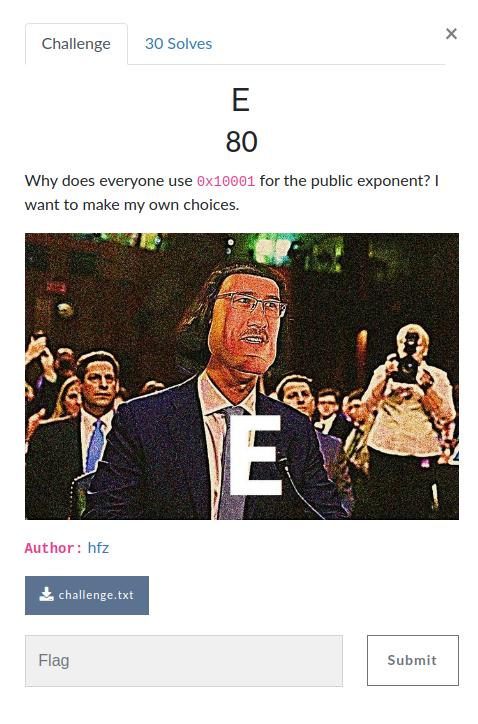 Challenge
30 Solves
×
E
80
Why does everyone use 0x10001 for the public exponent? I
want to make my own choices.
E
Author: hfz
challenge.txt
Flag
Submit